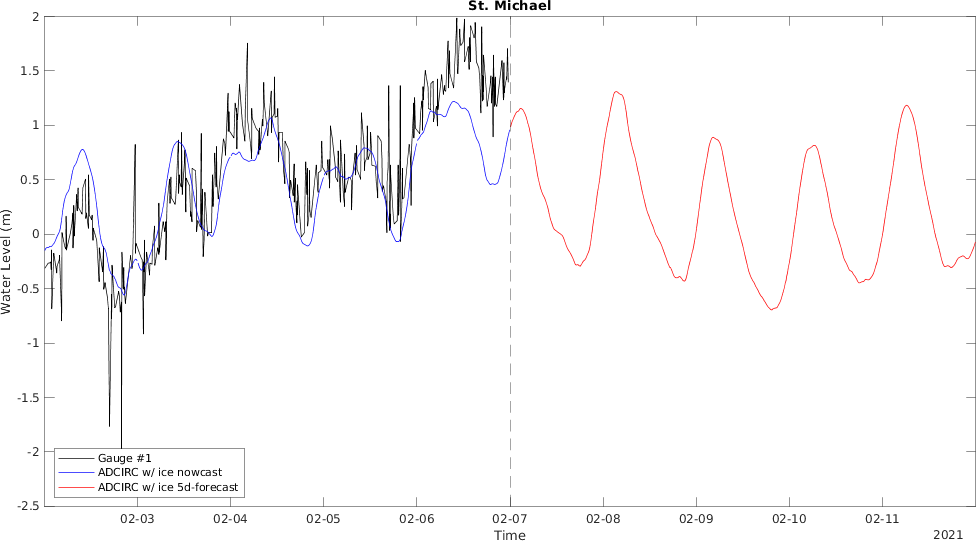 St. Michael
2
1.5
1
0.5
0
-0.5
-1
-1.5
-2
-2.5
Water Level (m)
Gauge #1
ADCIRC w/ ice nowcast
ADCIRC w/ ice 5d-forecast
02-03 02-04 02-05 02-06 02-07 02-08 02-09 02-10 02-11
Time
2021